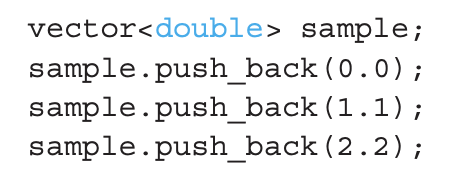 vector<double> sample;
sample.push_back(0.0);
sample.push_back(1.1);
sample.push_back(2.2);